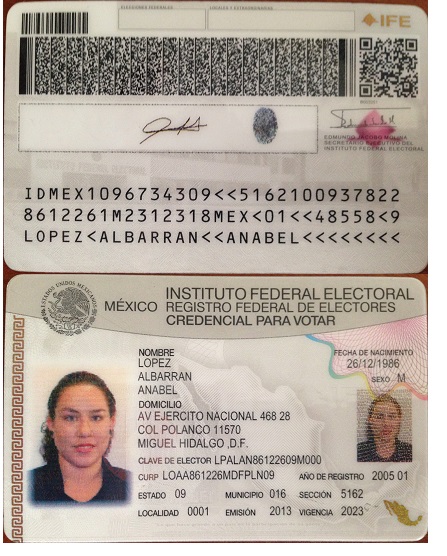 ELECCIONES FEDERALES
LOCALES Y EXTRAORDINARIAS
IFE
EDMUNDO JACOBO MOLINA
SECRETARIO EJECUTIVO DEL
INSTITUTO FEDERAL ELECTORAL
IDMEX1096734309<<5162100937822
8612261M2312318MEX<01<<48558<9
LOPEZ<ALBARRAN<<ANABEL<<<<<<<<
ESTADOS UNIDOS MEXICANOS
MÉXICO
INSTITUTO FEDERAL ELECTORAL
REGISTRO FEDERAL DE ELECTORES
CREDENCIAL PARA VOTAR
NOMBRE
LOPEZ
ALBARRAN
ANABEL
FECHA DE NACIMIENTO
26/12/1986
SEXO M
DOMICILIO
AV EJERCITO NACIONAL 468 28
COL POLANCO 11570
MIGUEL HIDALGO ,D.F.
CLAVE DE ELECTOR LPALAN86122609M000
CURP LOAA861226MDFPLN09 AÑO DE REGISTRO 2005 01
ESTADO 09 MUNICIPIO 016 SECCIÓN 5162
LOCALIDAD 0001 EMISIÓN 2013 VIGENCIA 2023